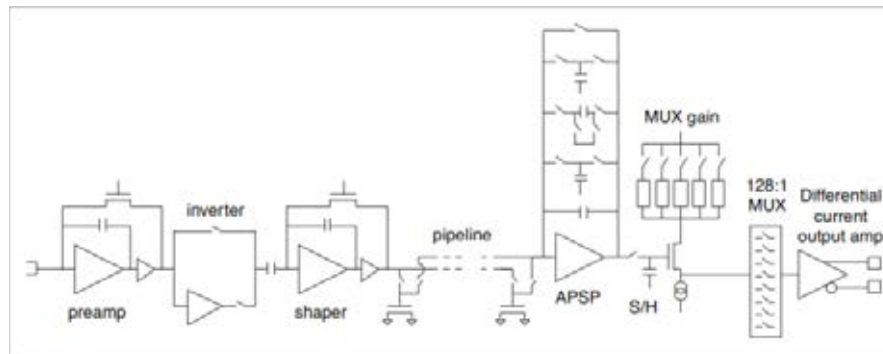 MUX gain
128:1
MUX
Differential
current
output amp
inverter
pipeline
preamp
shaper
APSP
S/H